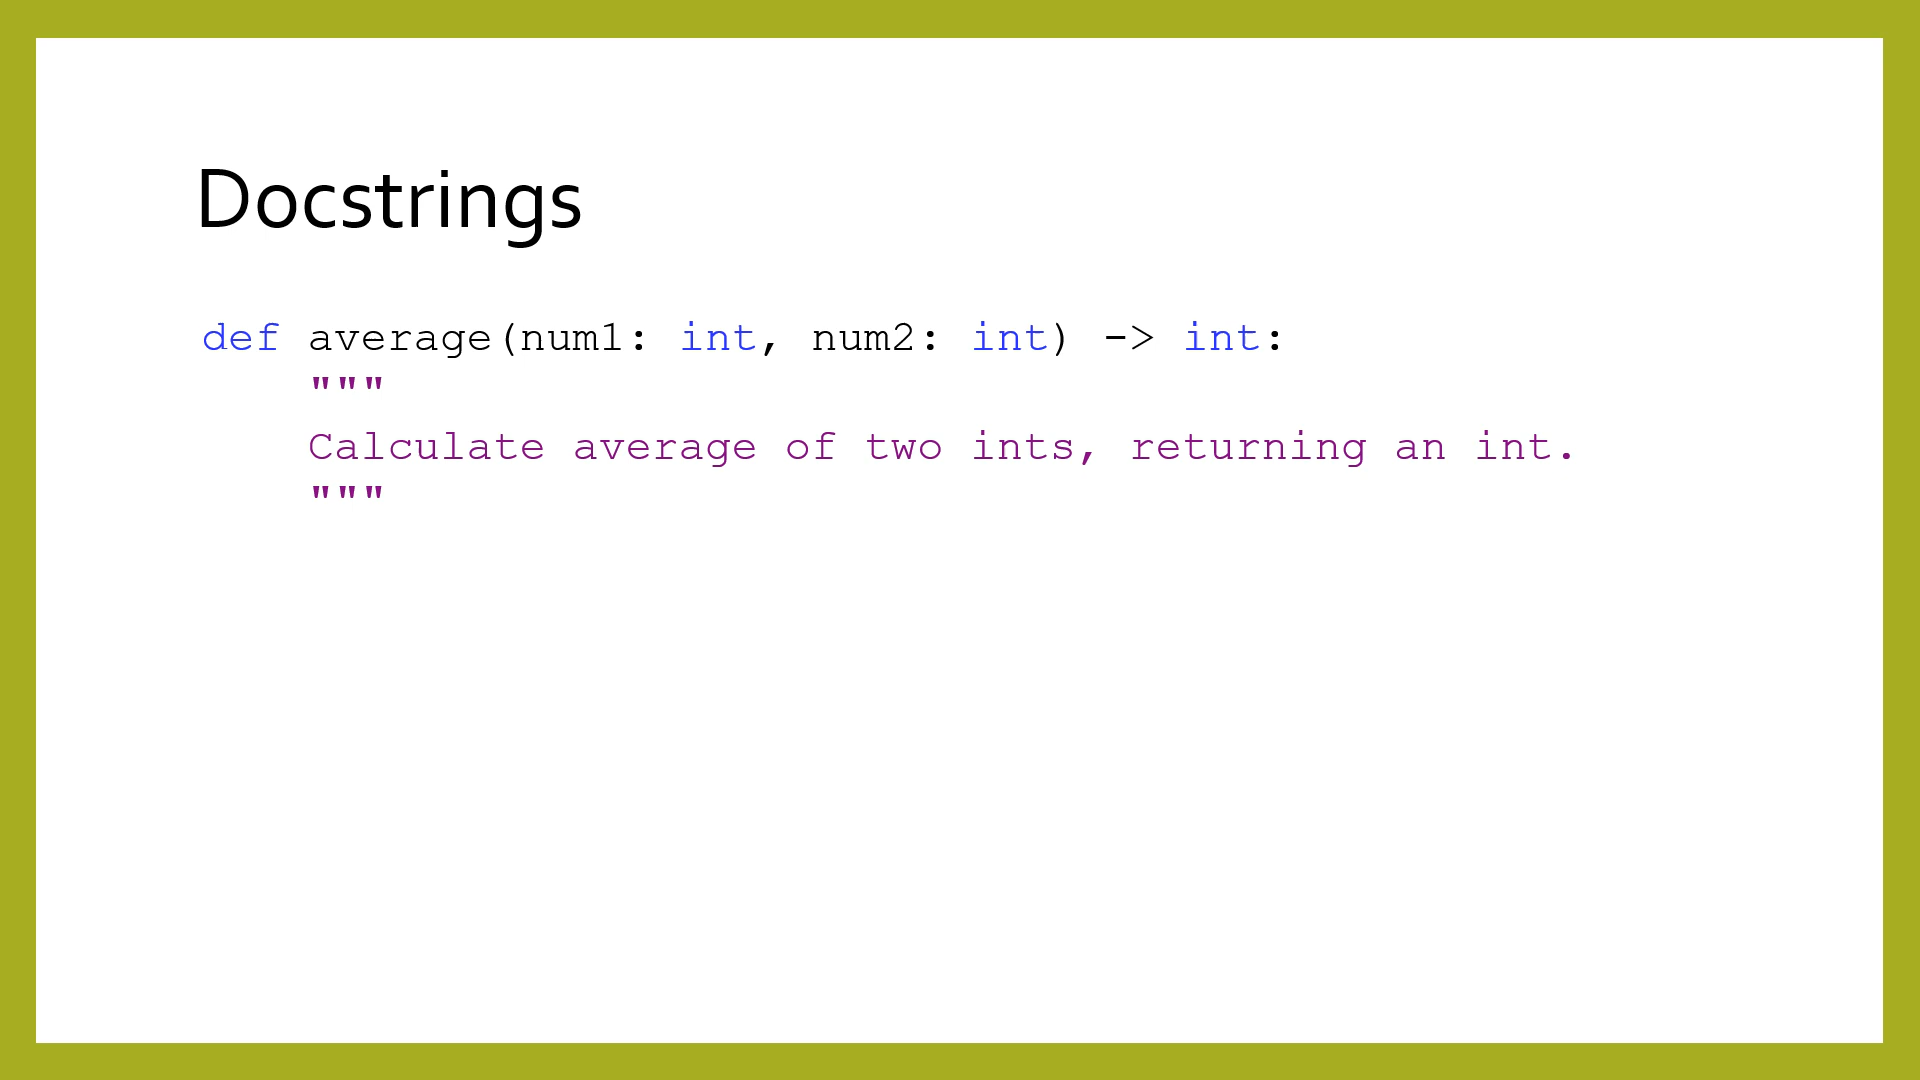 Docstrings
def average(num1: int, num2: int) -> int:
    """
    Calculate average of two ints, returning an int.
    """